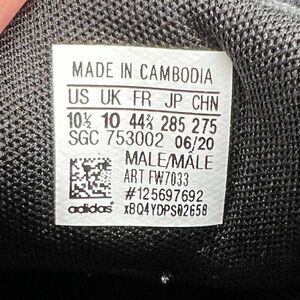 MADE IN CAMBODIA
US UK FR JP CHN
10½ 10 44⅔ 285 275
SGC 753002 06/20
MALE/MÂLE
ART FW7033
#125697692
adidas xBQ4YDPS02658